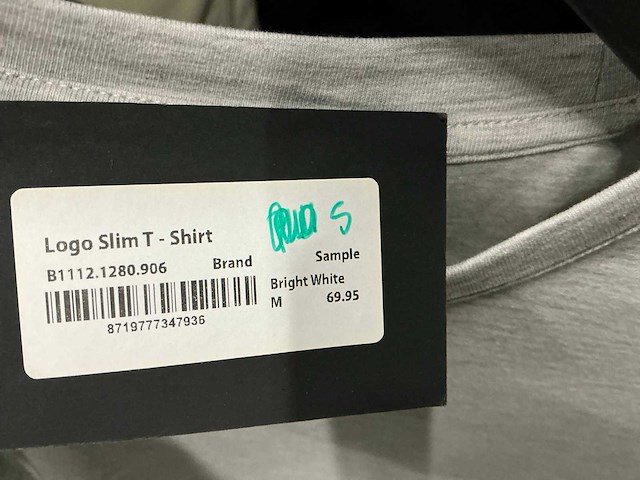 S
Logo Slim T - Shirt
B1112.1280.906 Brand Sample
Bright White
M 69.95
8719777347936